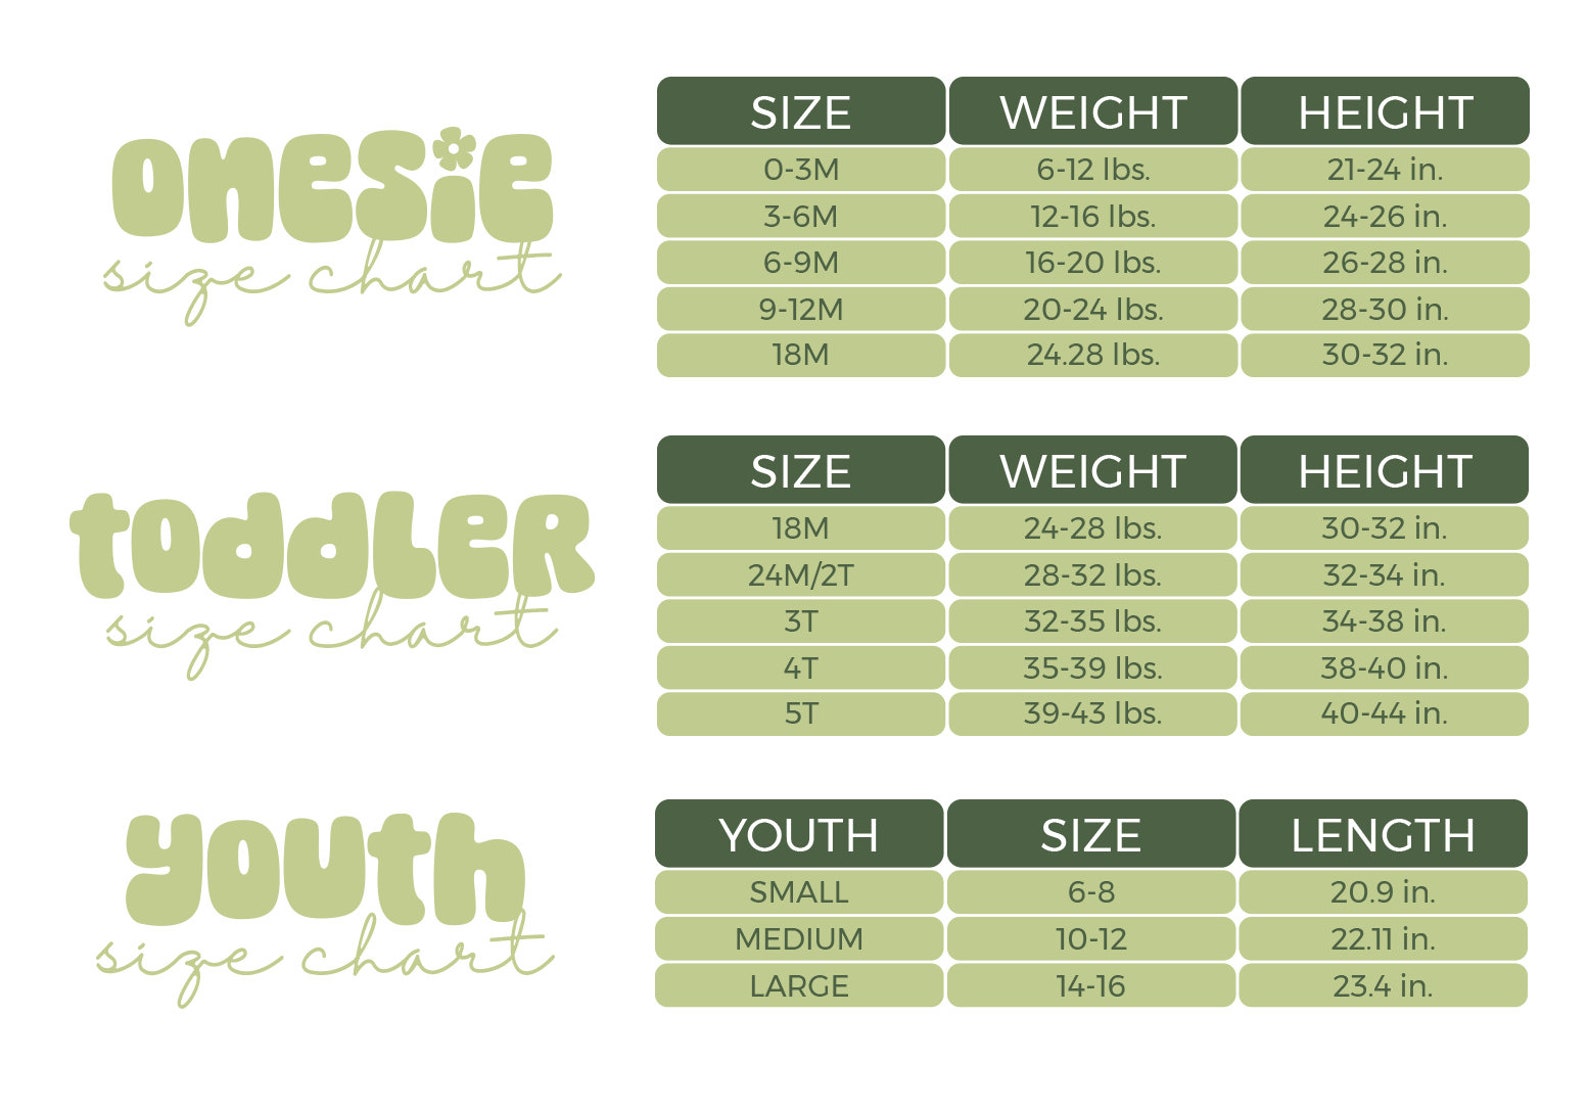 onesie
size chart
SIZE WEIGHT HEIGHT
0-3M 6-12 lbs. 21-24 in.
3-6M 12-16 lbs. 24-26 in.
6-9M 16-20 lbs. 26-28 in.
9-12M 20-24 lbs. 28-30 in.
18M 24.28 lbs. 30-32 in.
toddler
size chart
SIZE WEIGHT HEIGHT
18M 24-28 lbs. 30-32 in.
24M/2T 28-32 lbs. 32-34 in.
3T 32-35 lbs. 34-38 in.
4T 35-39 lbs. 38-40 in.
5T 39-43 lbs. 40-44 in.
youth
size chart
YOUTH SIZE LENGTH
SMALL 6-8 20.9 in.
MEDIUM 10-12 22.11 in.
LARGE 14-16 23.4 in.